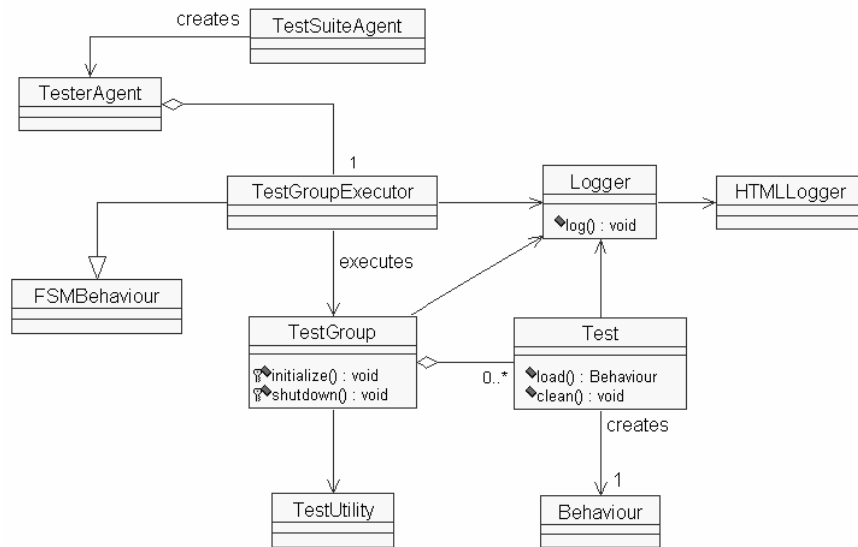 creates
TestSuiteAgent
TesterAgent
1
TestGroupExecutor
Logger
log() : void
HTMLLogger
executes
FSMBehaviour
TestGroup
initialize() : void
shutdown() : void
0..*
Test
load() : Behaviour
clean() : void
creates
1
TestUtility
Behaviour